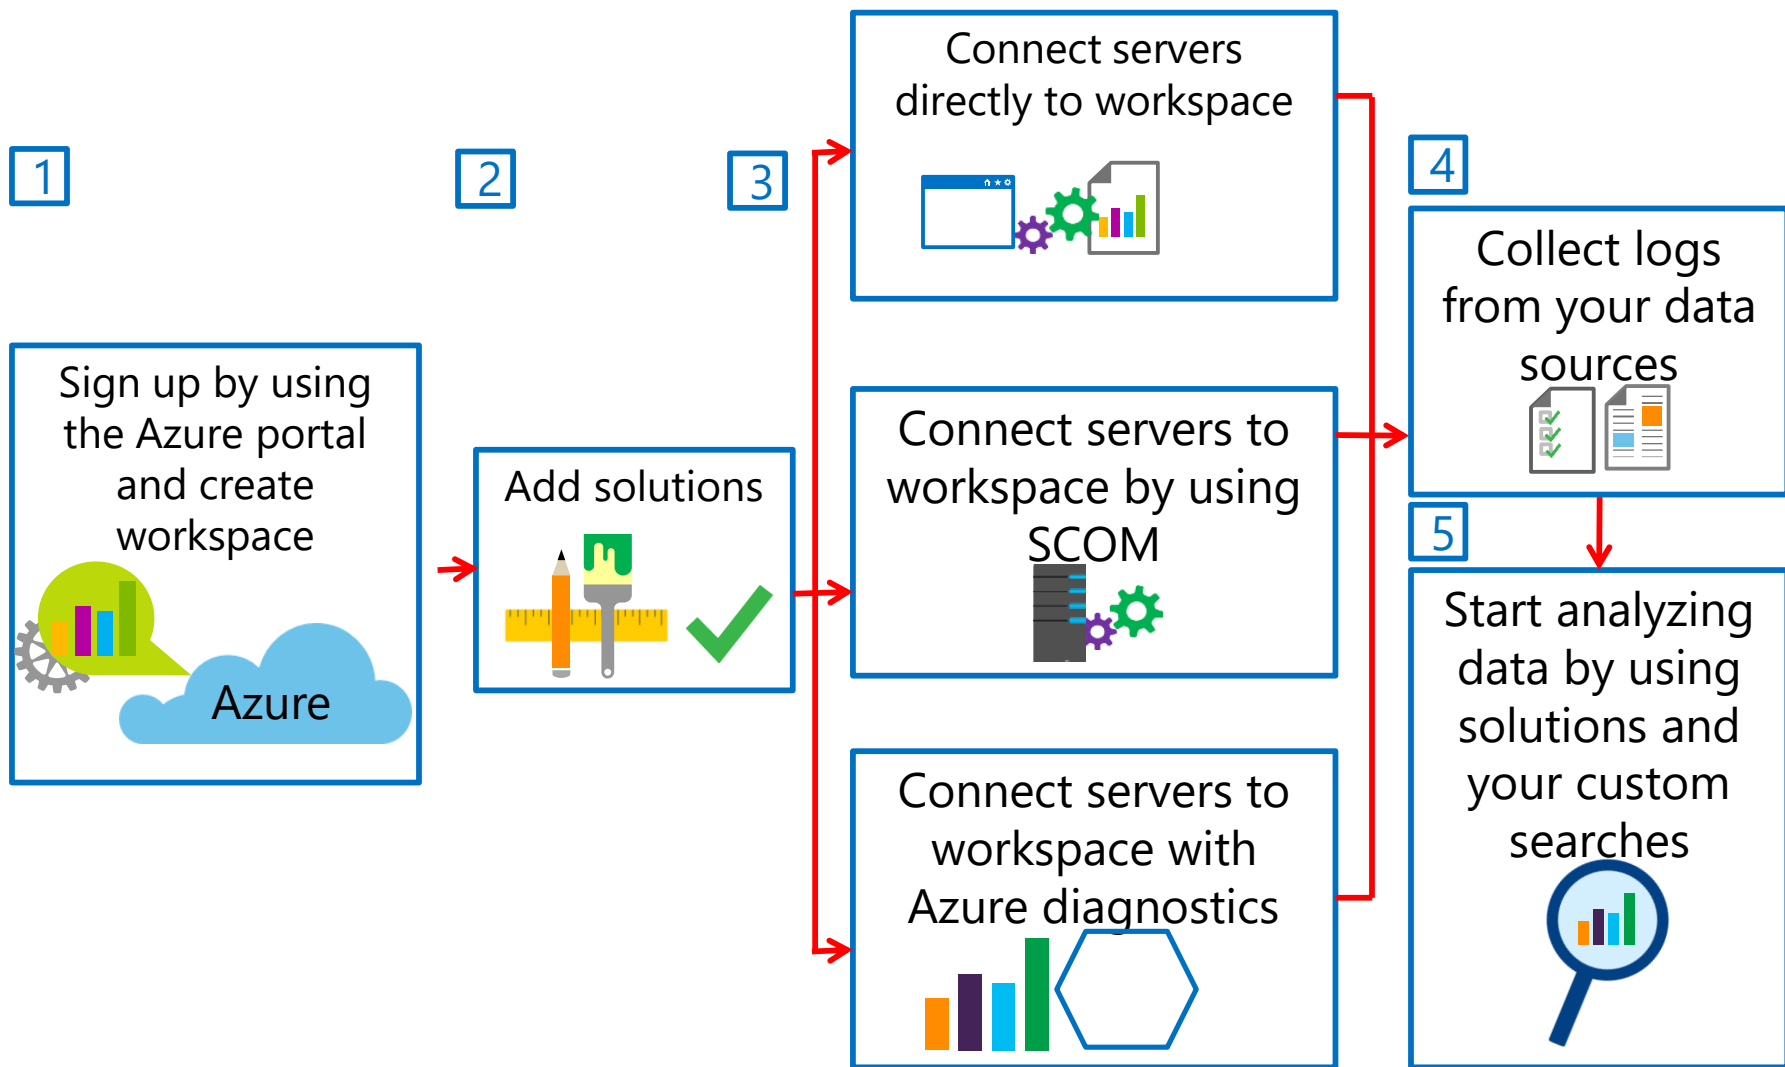 1
Sign up by using
the Azure portal
and create
workspace
Azure
2
Add solutions
3
Connect servers
directly to workspace
Connect servers to
workspace by using
SCOM
Connect servers to
workspace with
Azure diagnostics
4
Collect logs
from your data
sources
5
Start analyzing
data by using
solutions and
your custom
searches